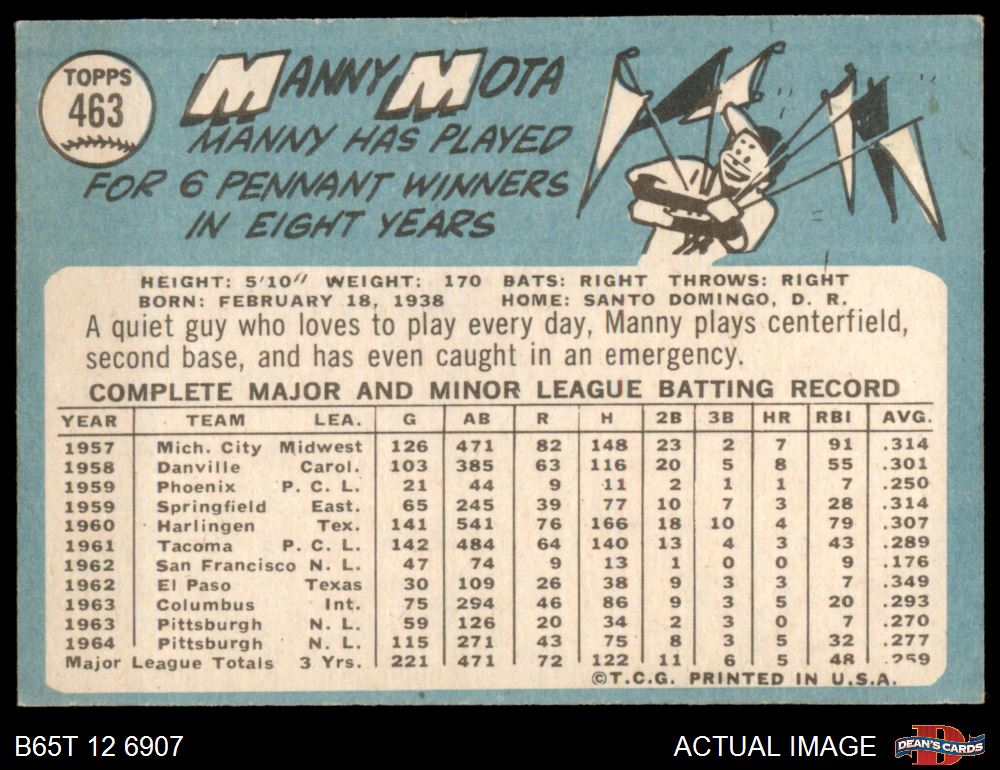 TOPPS
463
MANNY MOTA
MANNY HAS PLAYED
FOR 6 PENNANT WINNERS
IN EIGHT YEARS
HEIGHT: 5'10" WEIGHT: 170 BATS: RIGHT THROWS: RIGHT
BORN: FEBRUARY 18, 1938 HOME: SANTO DOMINGO, D. R.
A quiet guy who loves to play every day, Manny plays centerfield,
second base, and has even caught in an emergency.
COMPLETE MAJOR AND MINOR LEAGUE BATTING RECORD
YEAR TEAM LEA. G AB R H 2B 3B HR RBI AVG.
1957 Mich. City Midwest 126 471 82 148 23 2 7 91 .314
1958 Danville Carol. 103 385 63 116 20 5 8 55 .301
1959 Phoenix P. C. L. 21 44 9 11 2 1 1 7 .250
1959 Springfield East. 65 245 39 77 10 7 3 28 .314
1960 Harlingen Tex. 141 541 76 166 18 10 4 79 .307
1961 Tacoma P. C. L. 142 484 64 140 13 4 3 43 .289
1962 San Francisco N. L. 47 74 9 13 1 0 0 9 .176
1962 El Paso Texas 30 109 26 38 9 3 3 7 .349
1963 Columbus Int. 75 294 46 86 9 3 5 20 .293
1963 Pittsburgh N. L. 59 126 20 34 2 3 0 7 .270
1964 Pittsburgh N. L. 115 271 43 75 8 3 5 32 .277
Major League Totals 3 Yrs. 221 471 72 122 11 6 5 48 .259
©T.C.G. PRINTED IN U.S.A.
B65T 12 6907
ACTUAL IMAGE
D
DEAN'S CARDS